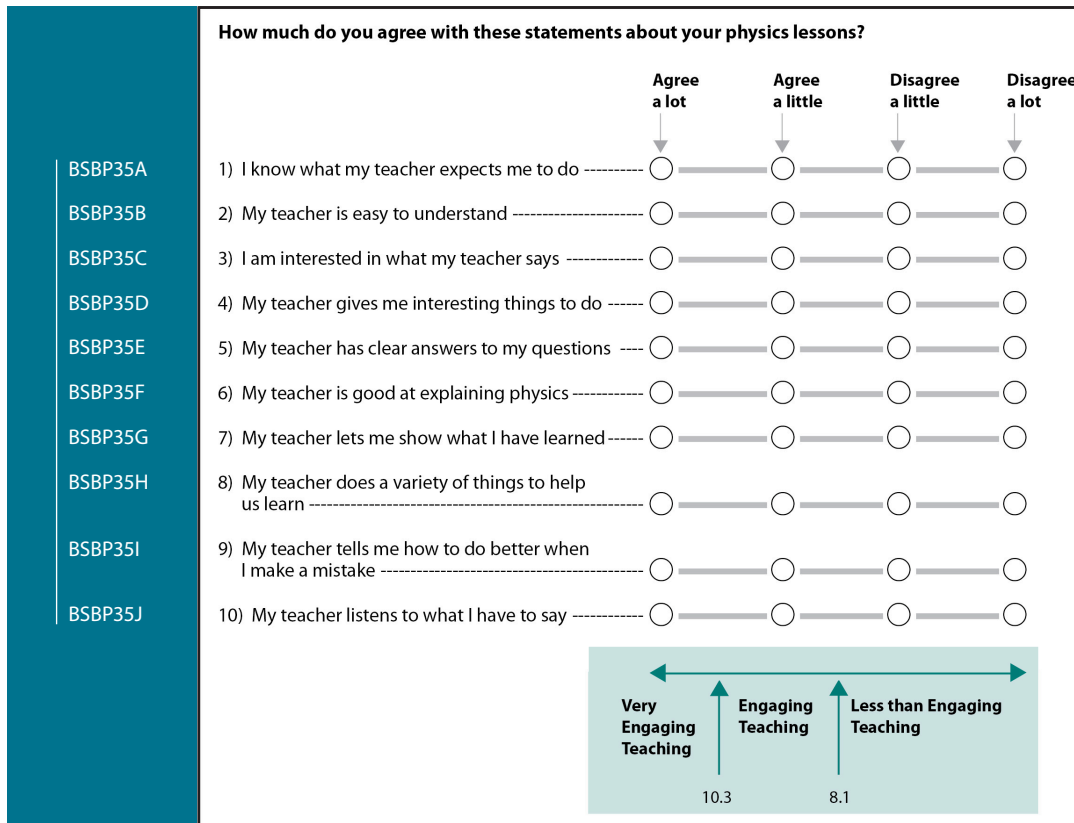 How much do you agree with these statements about your physics lessons?
Agree a lot
Agree a little
Disagree a little
Disagree a lot
BSBP35A 1) I know what my teacher expects me to do
BSBP35B 2) My teacher is easy to understand
BSBP35C 3) I am interested in what my teacher says
BSBP35D 4) My teacher gives me interesting things to do
BSBP35E 5) My teacher has clear answers to my questions
BSBP35F 6) My teacher is good at explaining physics
BSBP35G 7) My teacher lets me show what I have learned
BSBP35H 8) My teacher does a variety of things to help
us learn
BSBP35I 9) My teacher tells me how to do better when
I make a mistake
BSBP35J 10) My teacher listens to what I have to say
Very
Engaging
Teaching
Engaging
Teaching
Less than Engaging
Teaching
10.3
8.1